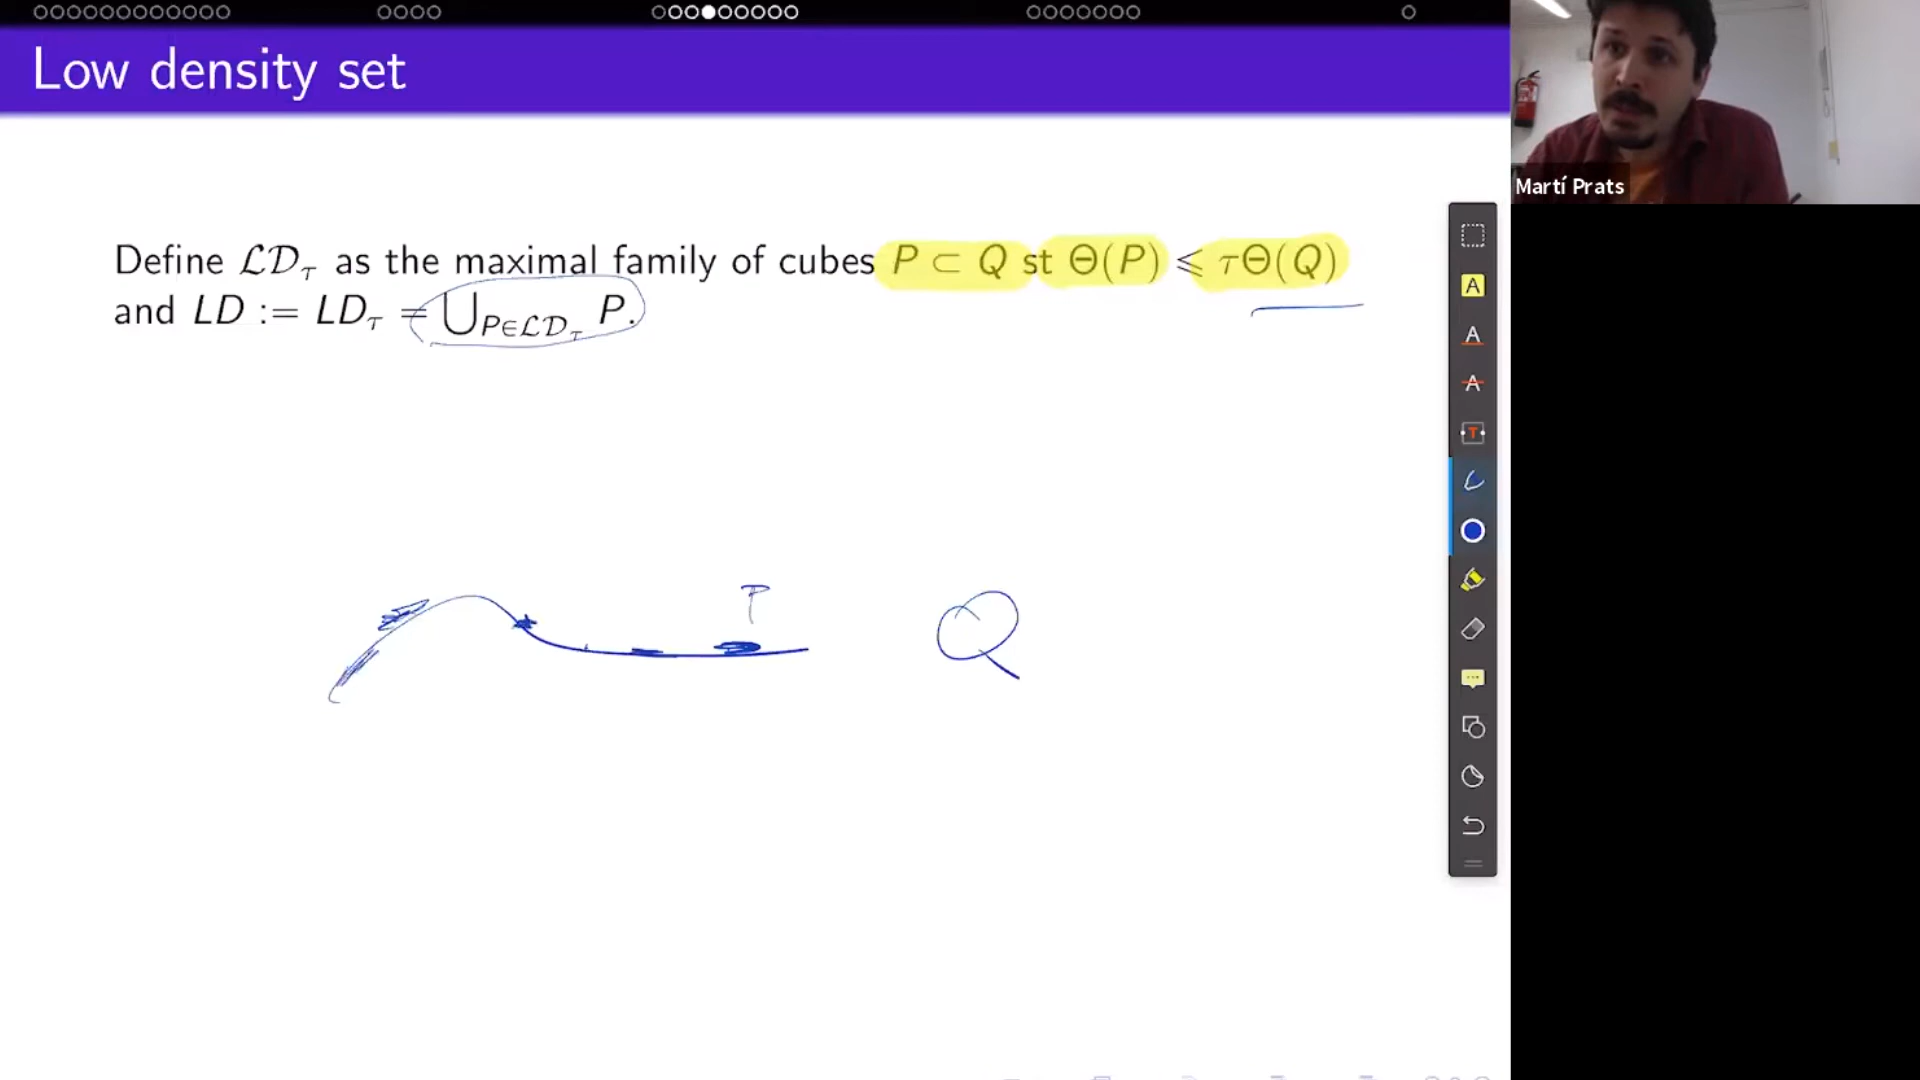 Low density set
Martí Prats
Define 𝓛𝓓_τ as the maximal family of cubes P ⊂ Q st Θ(P) ⩽ τΘ(Q)
and LD := LD_τ = ⋃_{P∈𝓛𝓓_τ} P.
A
A
A
T
P
Q